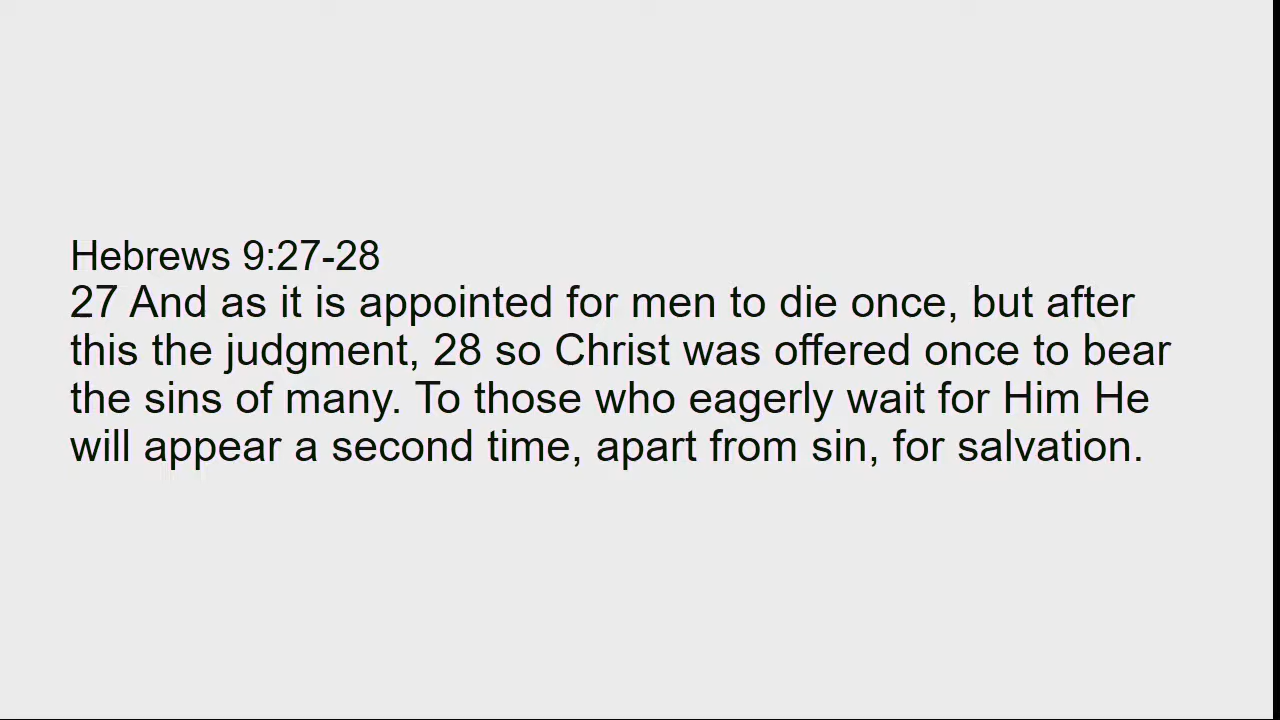 Hebrews 9:27-28
27 And as it is appointed for men to die once, but after
this the judgment, 28 so Christ was offered once to bear
the sins of many. To those who eagerly wait for Him He
will appear a second time, apart from sin, for salvation.